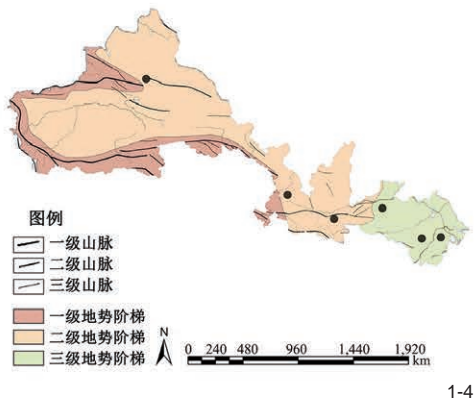 图例
一级山脉
二级山脉
三级山脉
一级地势阶梯
二级地势阶梯
三级地势阶梯
N
0 240 480 960 1,440 1,920
km
1-4